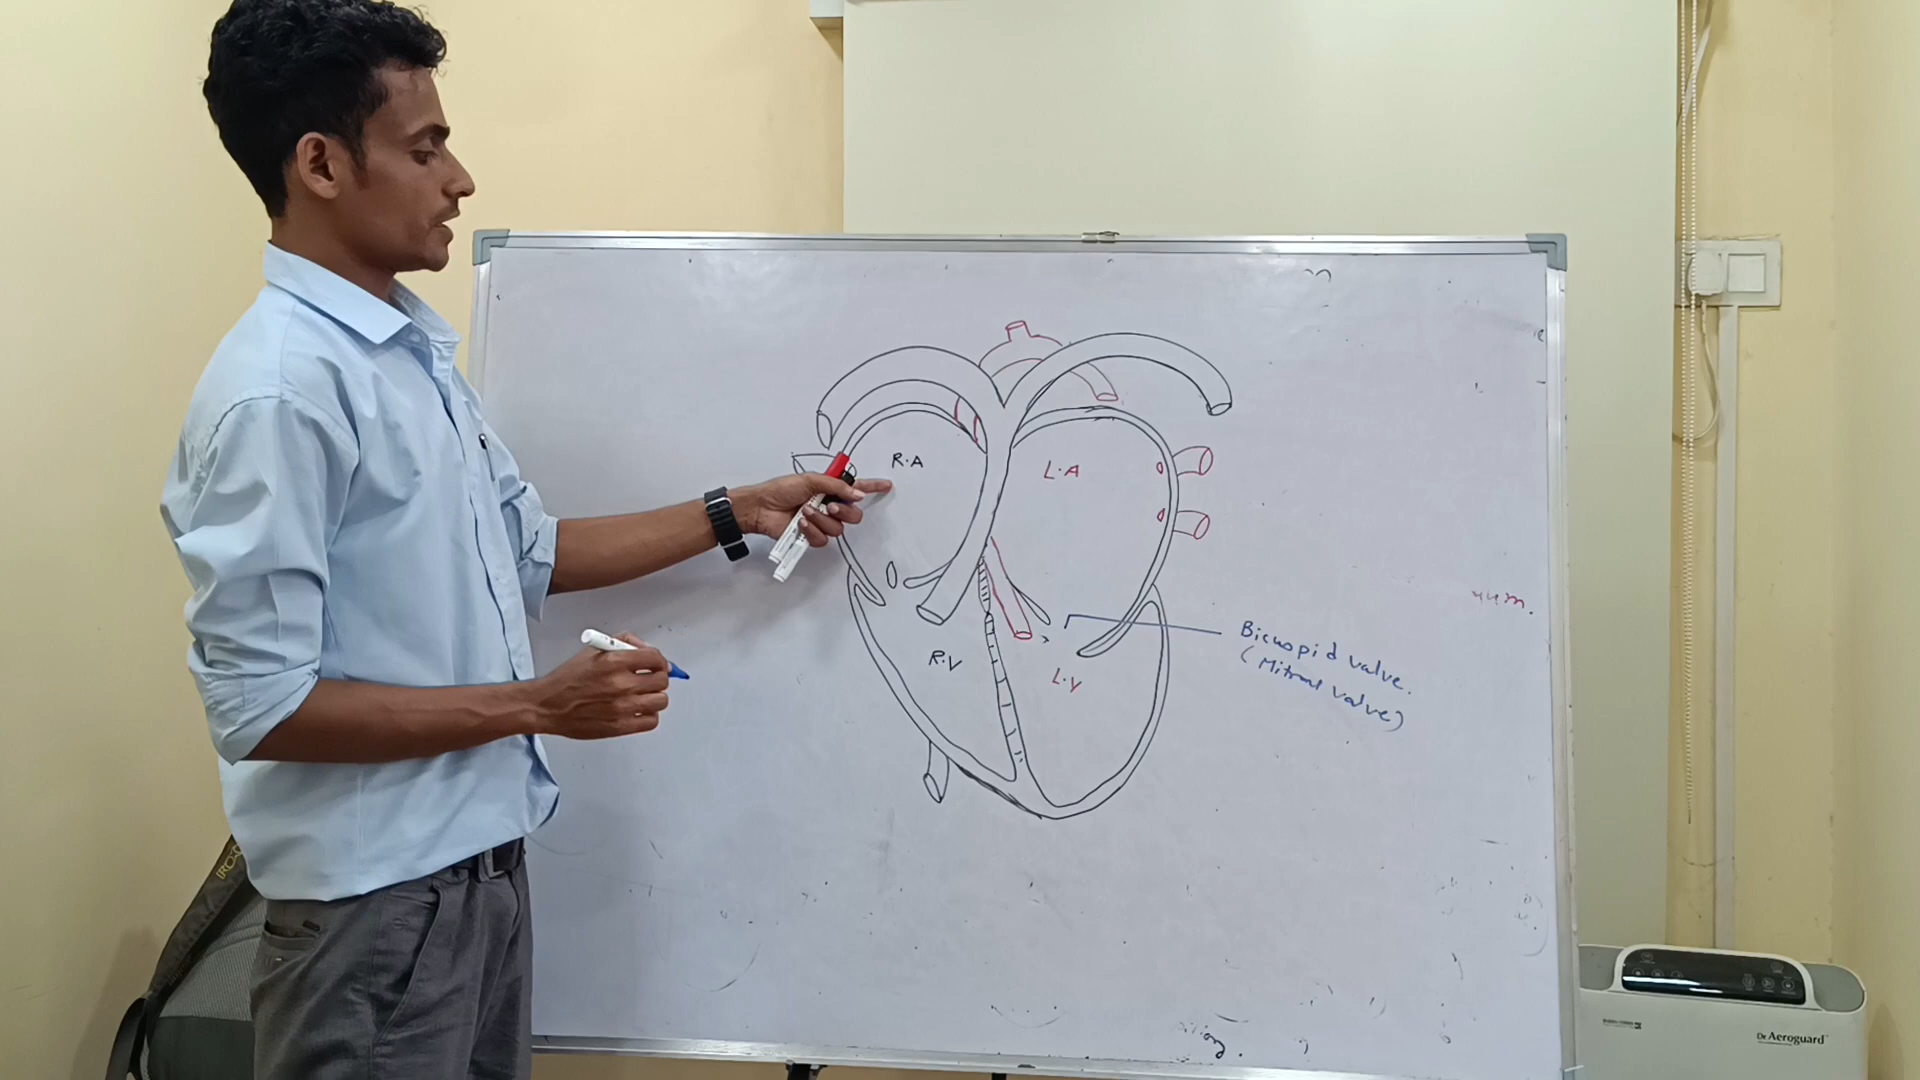 R.A
L.A
R.V
L.V
Bicuspid valve.
(Mitral valve)
Dr Aeroguard